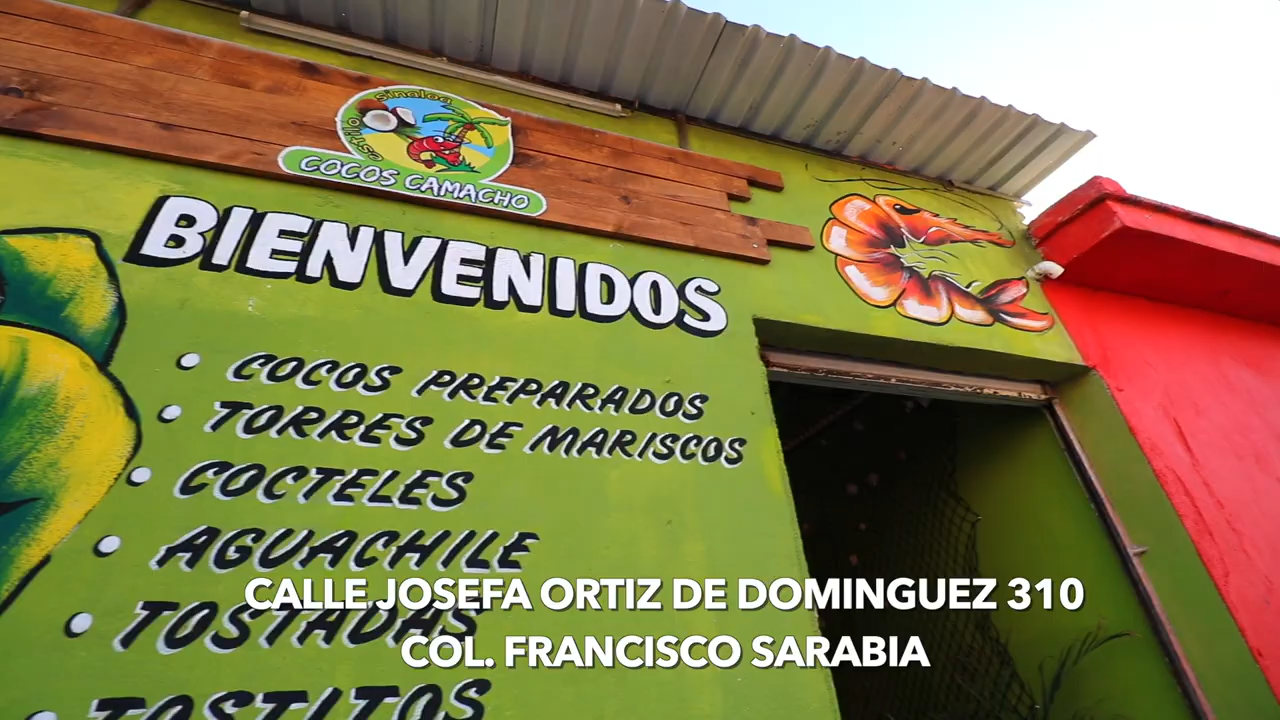 Sinaloa
estilo
COCOS CAMACHO
BIENVENIDOS
• COCOS PREPARADOS
• TORRES DE MARISCOS
• COCTELES
• AGUACHILE
• TOSTADAS
TOSTITOS
CALLE JOSEFA ORTIZ DE DOMINGUEZ 310
COL. FRANCISCO SARABIA